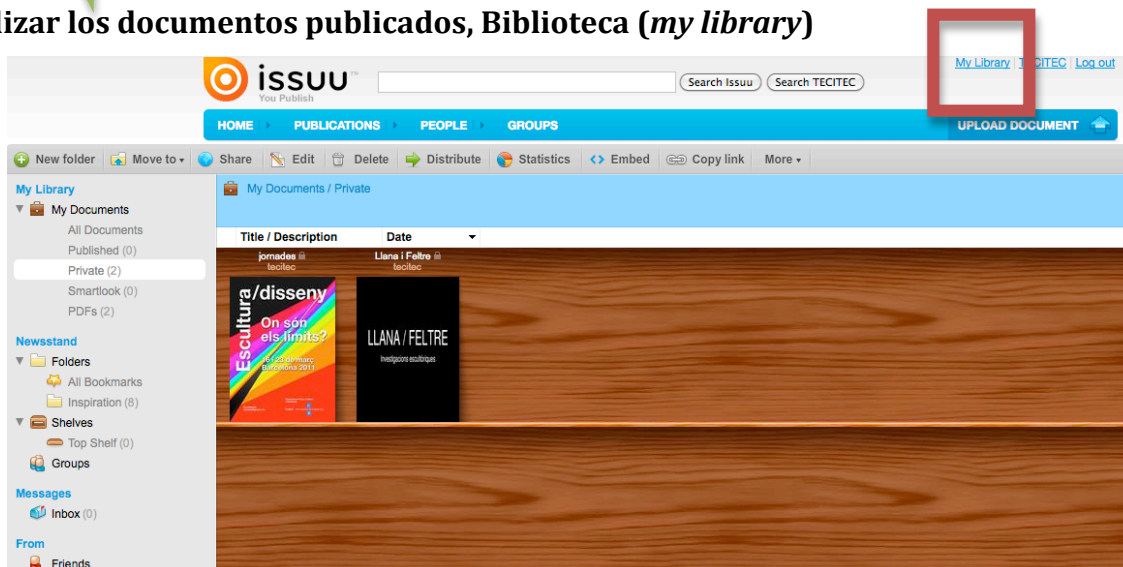 lizar los documentos publicados, Biblioteca (my library)
My Library | TECITEC | Log out
issuu™
You Publish
Search Issuu Search TECITEC
HOME PUBLICATIONS PEOPLE GROUPS UPLOAD DOCUMENT
New folder Move to Share Edit Delete Distribute Statistics Embed Copy link More
My Library
My Documents
All Documents
Published (0)
Private (2)
Smartlook (0)
PDFs (2)
Newsstand
Folders
All Bookmarks
Inspiration (8)
Shelves
Top Shelf (0)
Groups
Messages
Inbox (0)
From
Friends
My Documents / Private
Title / Description Date
jornades
tecitec
Escultura/disseny
On són
els límits?
Barcelona 2011
Llana i Feltre
tecitec
LLANA / FELTRE
Investigacions escultòriques